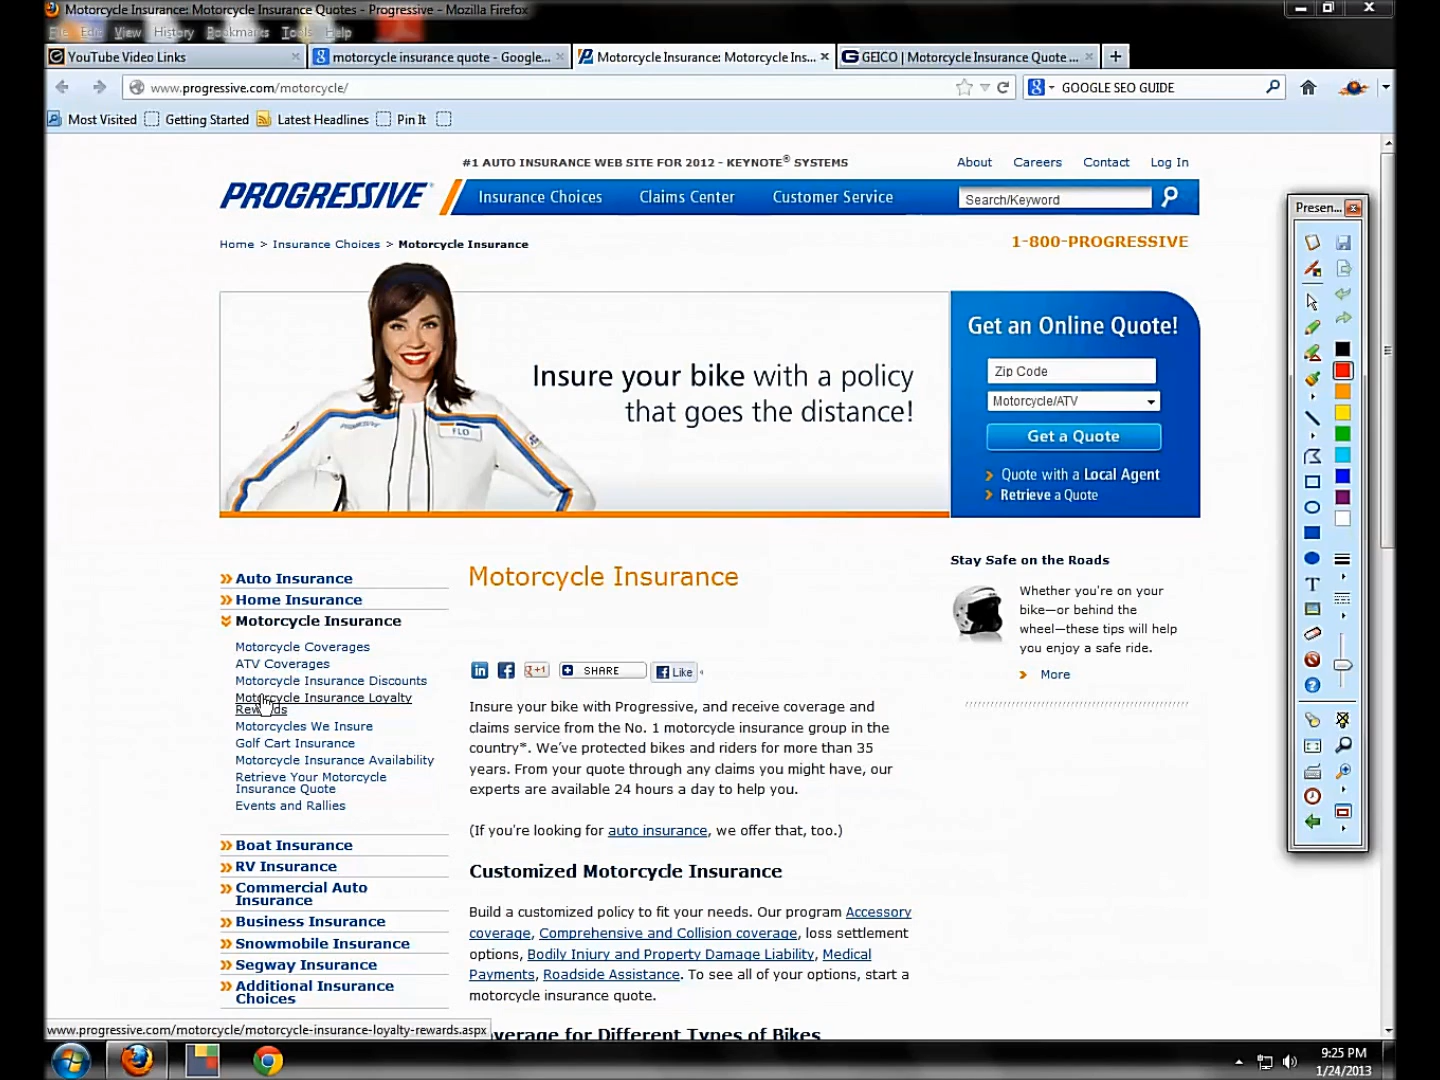 Motorcycle Insurance: Motorcycle Insurance Quotes - Progressive - Mozilla Firefox
File Edit View History Bookmarks Tools Help
YouTube Video Links
motorcycle insurance quote - Google...
Motorcycle Insurance: Motorcycle Ins...
GEICO | Motorcycle Insurance Quote ...
www.progressive.com/motorcycle/
GOOGLE SEO GUIDE
Most Visited
Getting Started
Latest Headlines
Pin It
#1 AUTO INSURANCE WEB SITE FOR 2012 - KEYNOTE® SYSTEMS
About
Careers
Contact
Log In
PROGRESSIVE
Insurance Choices
Claims Center
Customer Service
Search/Keyword
Home > Insurance Choices > Motorcycle Insurance
1-800-PROGRESSIVE
Insure your bike with a policy
that goes the distance!
PROGRESSIVE
FLO
Get an Online Quote!
Zip Code
Motorcycle/ATV
Get a Quote
Quote with a Local Agent
Retrieve a Quote
Auto Insurance
Home Insurance
Motorcycle Insurance
Motorcycle Coverages
ATV Coverages
Motorcycle Insurance Discounts
Motorcycle Insurance Loyalty
Rewards
Motorcycles We Insure
Golf Cart Insurance
Motorcycle Insurance Availability
Retrieve Your Motorcycle
Insurance Quote
Events and Rallies
Boat Insurance
RV Insurance
Commercial Auto
Insurance
Business Insurance
Snowmobile Insurance
Segway Insurance
Additional Insurance
Choices
www.progressive.com/motorcycle/motorcycle-insurance-loyalty-rewards.aspx
Motorcycle Insurance
+1
SHARE
Like
Insure your bike with Progressive, and receive coverage and
claims service from the No. 1 motorcycle insurance group in the
country*. We've protected bikes and riders for more than 35
years. From your quote through any claims you might have, our
experts are available 24 hours a day to help you.
(If you're looking for auto insurance, we offer that, too.)
Customized Motorcycle Insurance
Build a customized policy to fit your needs. Our program Accessory
coverage, Comprehensive and Collision coverage, loss settlement
options, Bodily Injury and Property Damage Liability, Medical
Payments, Roadside Assistance. To see all of your options, start a
motorcycle insurance quote.
overage for Different Types of Bikes
Stay Safe on the Roads
Whether you're on your
bike—or behind the
wheel—these tips will help
you enjoy a safe ride.
More
Presen...
9:25 PM
1/24/2013